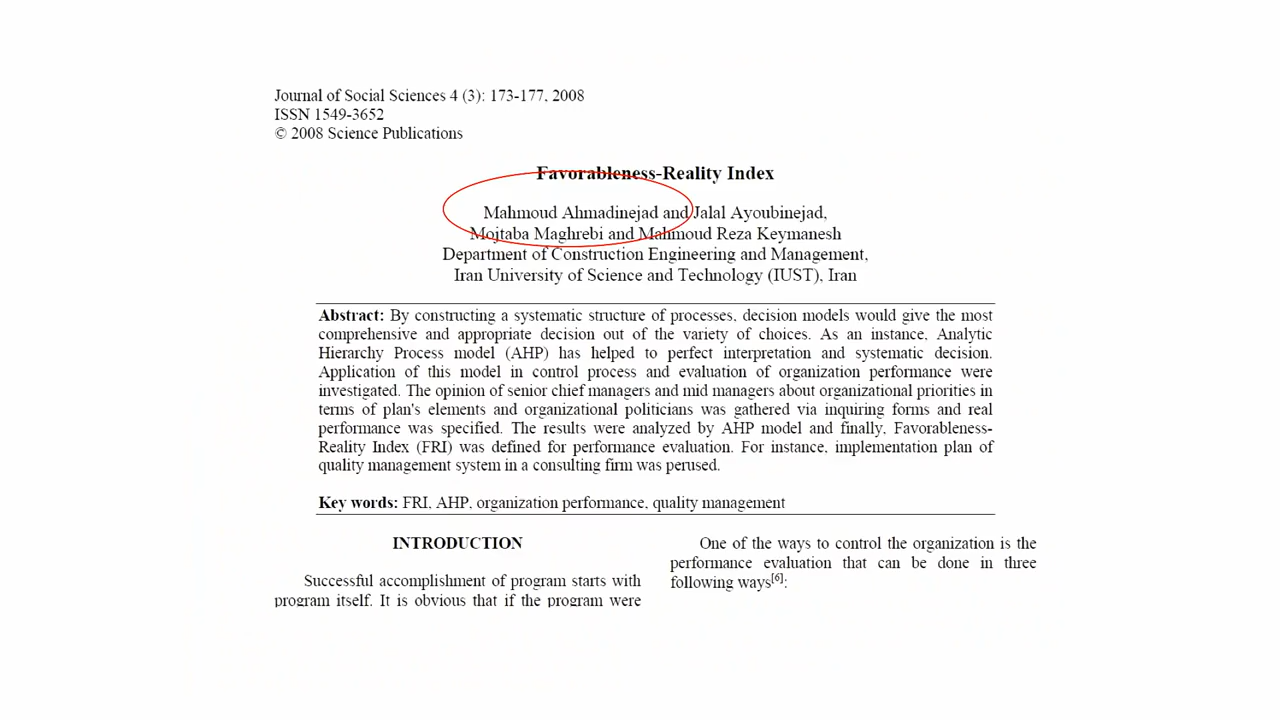 Journal of Social Sciences 4 (3): 173-177, 2008
ISSN 1549-3652
© 2008 Science Publications
Favorableness-Reality Index
Mahmoud Ahmadinejad and Jalal Ayoubinejad,
Mojtaba Maghrebi and Mahmoud Reza Keymanesh
Department of Construction Engineering and Management,
Iran University of Science and Technology (IUST), Iran
Abstract: By constructing a systematic structure of processes, decision models would give the most
comprehensive and appropriate decision out of the variety of choices. As an instance, Analytic
Hierarchy Process model (AHP) has helped to perfect interpretation and systematic decision.
Application of this model in control process and evaluation of organization performance were
investigated. The opinion of senior chief managers and mid managers about organizational priorities in
terms of plan's elements and organizational politicians was gathered via inquiring forms and real
performance was specified. The results were analyzed by AHP model and finally, Favorableness-
Reality Index (FRI) was defined for performance evaluation. For instance, implementation plan of
quality management system in a consulting firm was perused.
Key words: FRI, AHP, organization performance, quality management
INTRODUCTION
Successful accomplishment of program starts with
program itself. It is obvious that if the program were
One of the ways to control the organization is the
performance evaluation that can be done in three
following ways[6]: